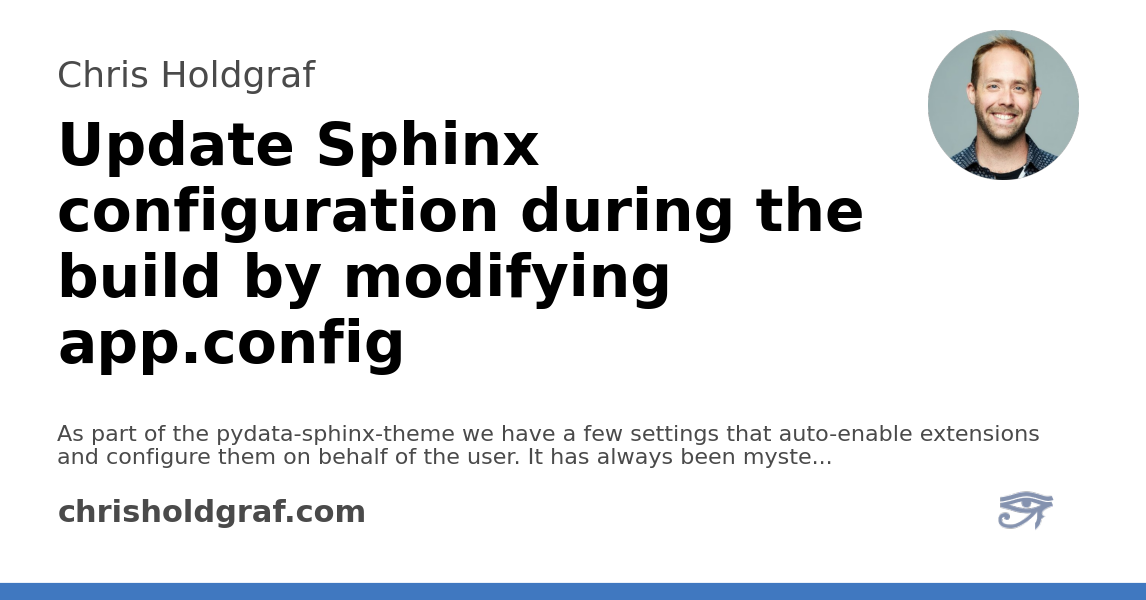 Chris Holdgraf
Update Sphinx
configuration during the
build by modifying
app.config
As part of the pydata-sphinx-theme we have a few settings that auto-enable extensions
and configure them on behalf of the user. It has always been myste...
chrisholdgraf.com